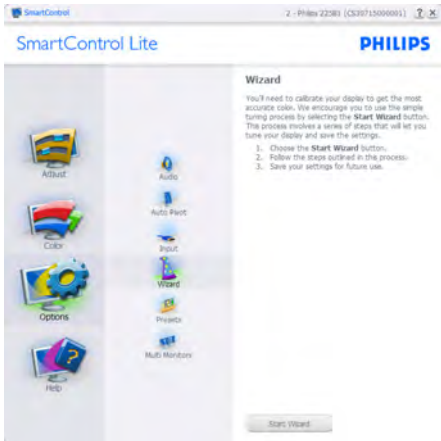 SmartControl
2 - Philips 225B1 (CS39715000001)
SmartControl Lite
PHILIPS
Adjust
Color
Options
Help
Audio
Auto Pivot
Input
Wizard
Presets
Multi Monitors
Wizard
You'll need to calibrate your display to get the most
accurate color. We encourage you to use the simple
tuning process by selecting the Start Wizard button.
The process involves a series of steps that will let you
tune your display and save the settings.
1. Choose the Start Wizard button.
2. Follow the steps outlined in the process.
3. Save your settings for future use.
Start Wizard